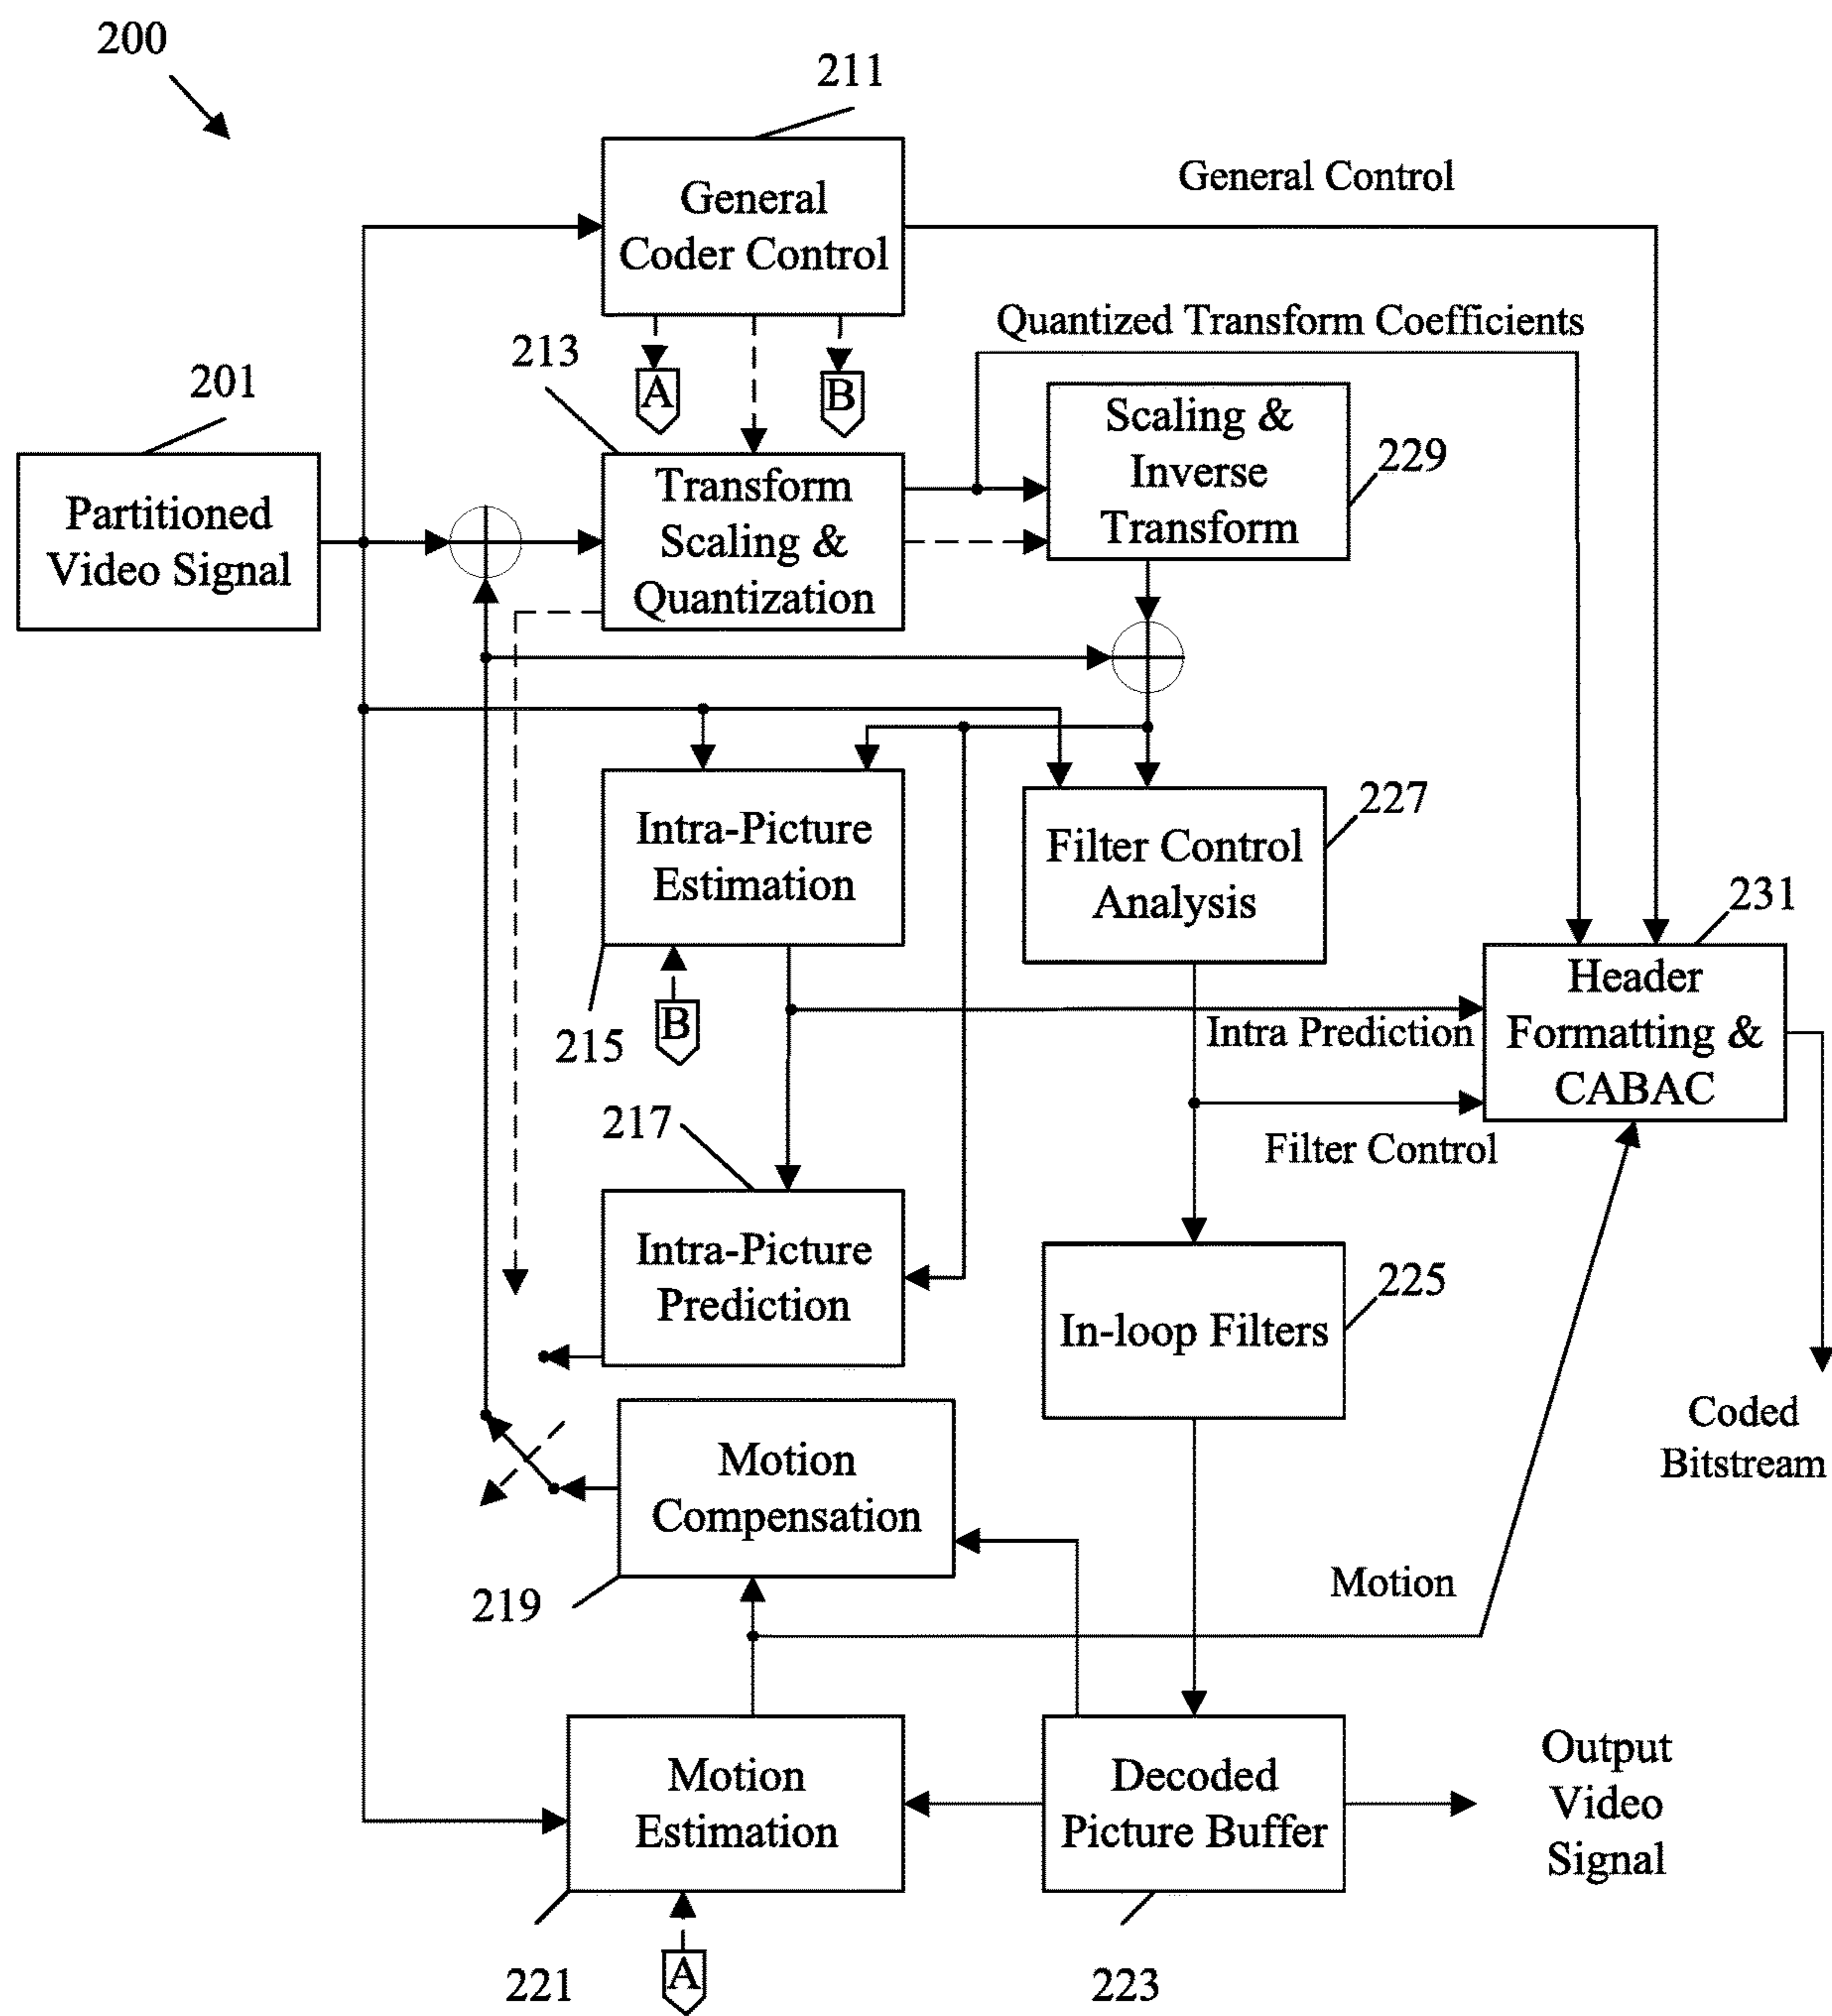 200
211
General
Coder Control
General Control
Quantized Transform Coefficients
213
A
B
201
Partitioned
Video Signal
Transform
Scaling &
Quantization
Scaling &
Inverse
Transform
229
Intra-Picture
Estimation
215
B
227
Filter Control
Analysis
231
Header
Formatting &
CABAC
Intra Prediction
Filter Control
217
Intra-Picture
Prediction
225
In-loop Filters
Coded
Bitstream
Motion
Compensation
219
Motion
Motion
Estimation
221
A
Decoded
Picture Buffer
223
Output
Video
Signal